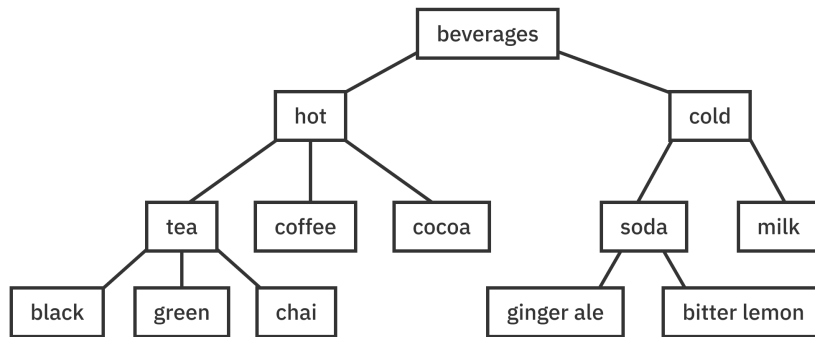 beverages
hot
cold
tea
coffee
cocoa
soda
milk
black
green
chai
ginger ale
bitter lemon